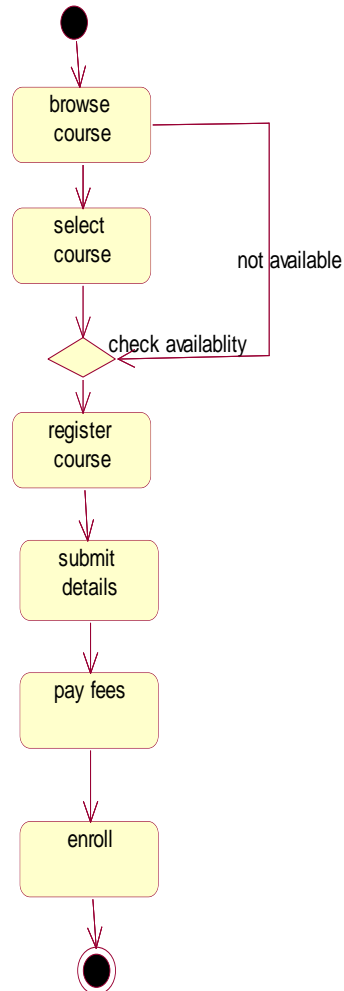 browse
course
select
course
not available
check availablity
register
course
submit
details
pay fees
enroll